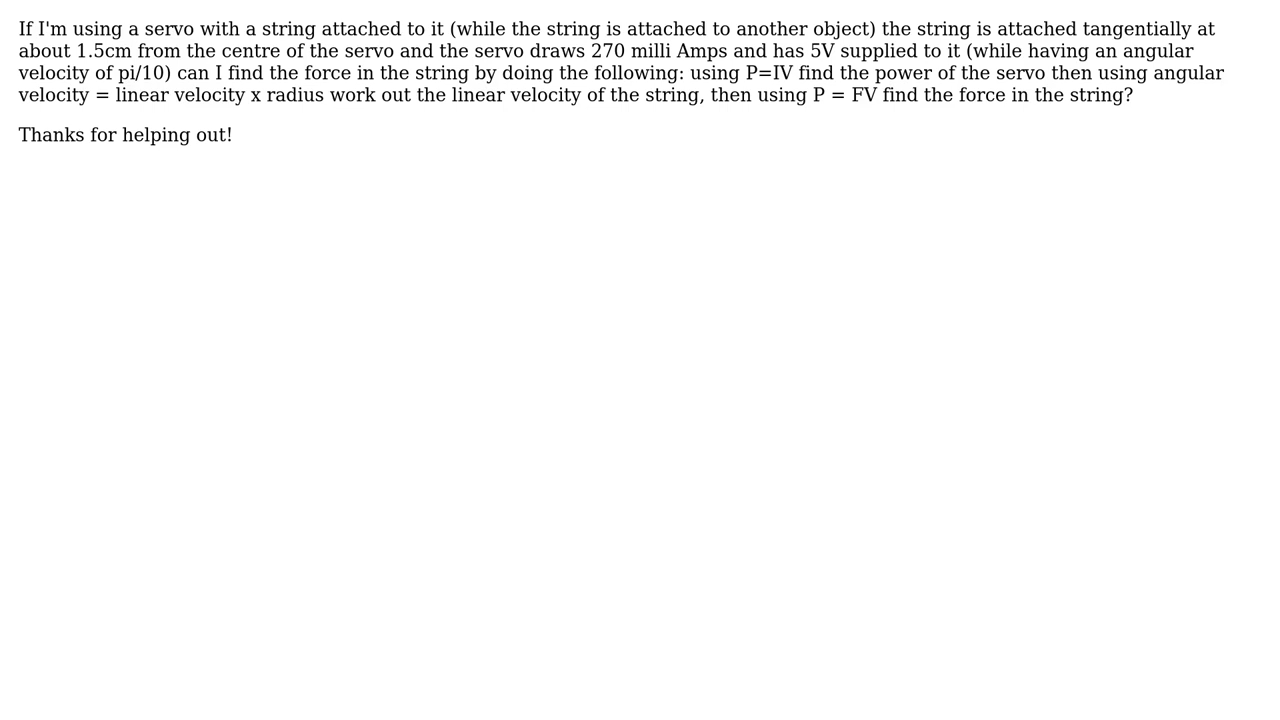 If I'm using a servo with a string attached to it (while the string is attached to another object) the string is attached tangentially at
about 1.5cm from the centre of the servo and the servo draws 270 milli Amps and has 5V supplied to it (while having an angular
velocity of pi/10) can I find the force in the string by doing the following: using P=IV find the power of the servo then using angular
velocity = linear velocity x radius work out the linear velocity of the string, then using P = FV find the force in the string?
Thanks for helping out!